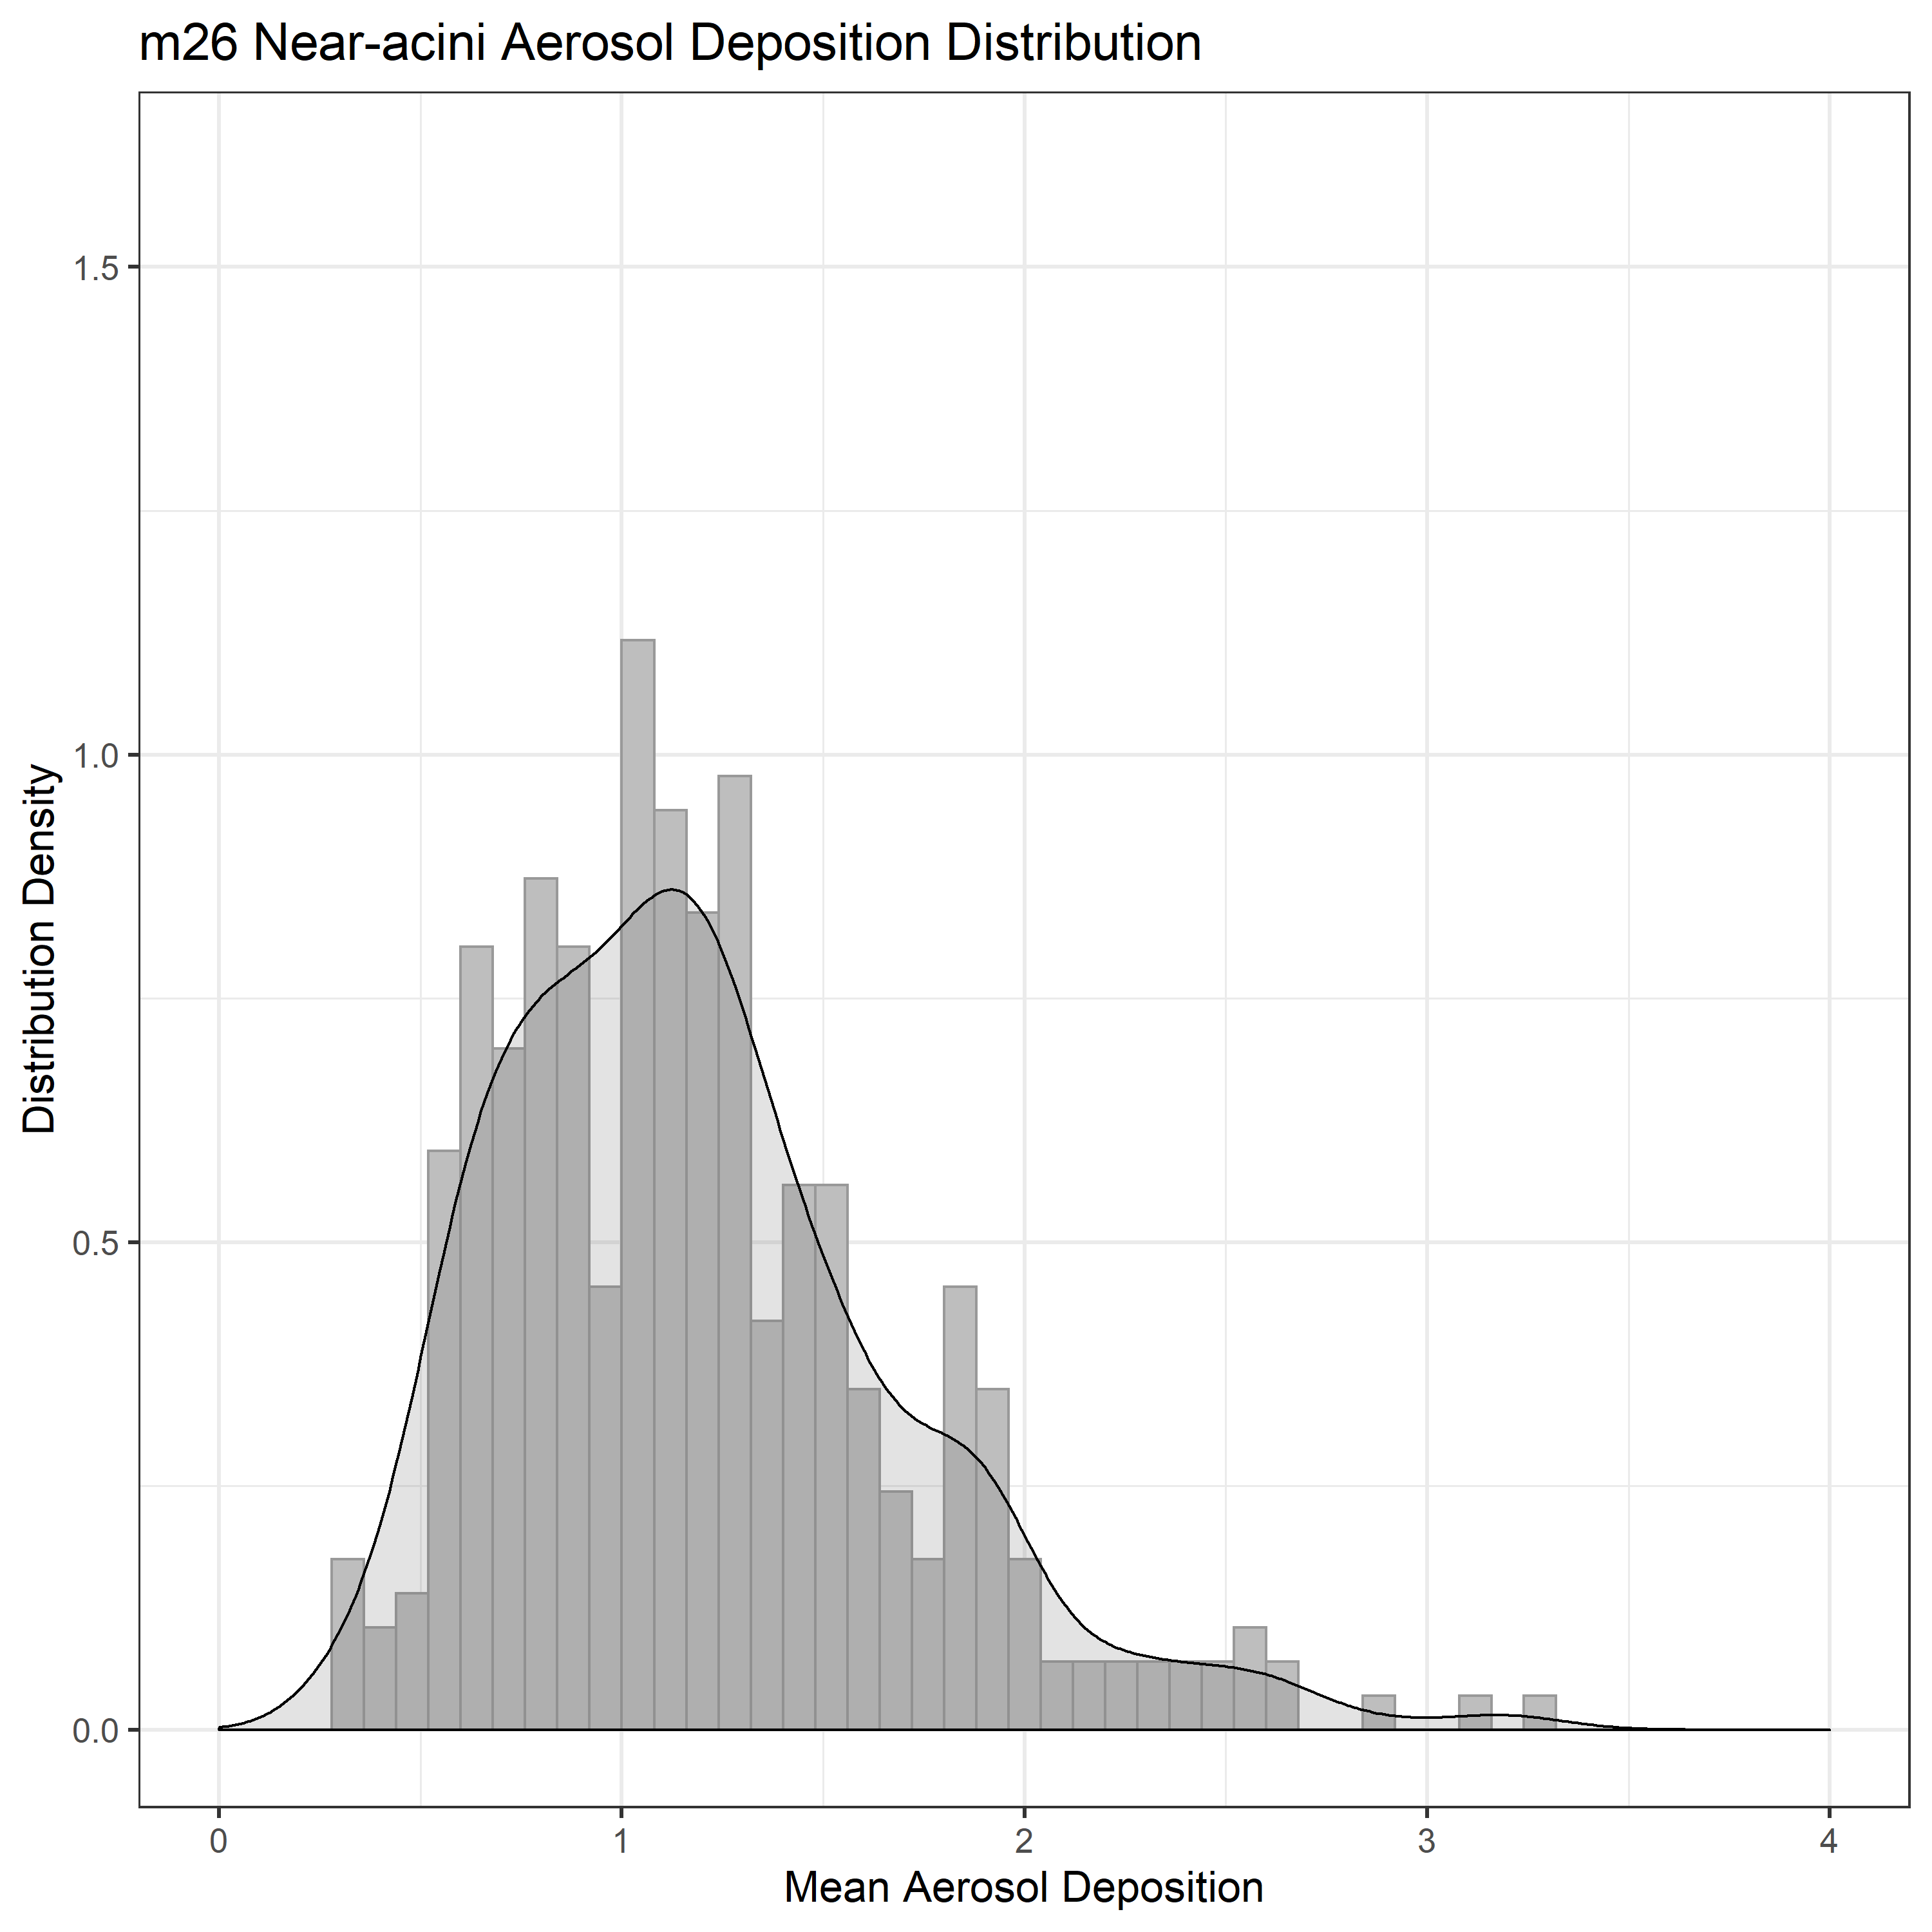 m26 Near-acini Aerosol Deposition Distribution
Distribution Density
1.5
1.0
0.5
0.0
0 1 2 3 4
Mean Aerosol Deposition